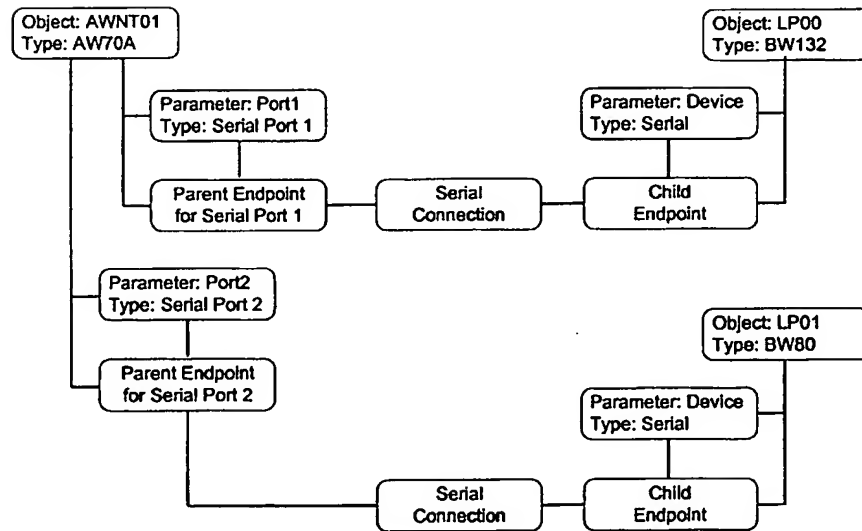 Object: AWNT01
Type: AW70A
Object: LP00
Type: BW132
Parameter: Port1
Type: Serial Port 1
Parameter: Device
Type: Serial
Parent Endpoint
for Serial Port 1
Serial
Connection
Child
Endpoint
Parameter: Port2
Type: Serial Port 2
Object: LP01
Type: BW80
Parent Endpoint
for Serial Port 2
Parameter: Device
Type: Serial
Serial
Connection
Child
Endpoint